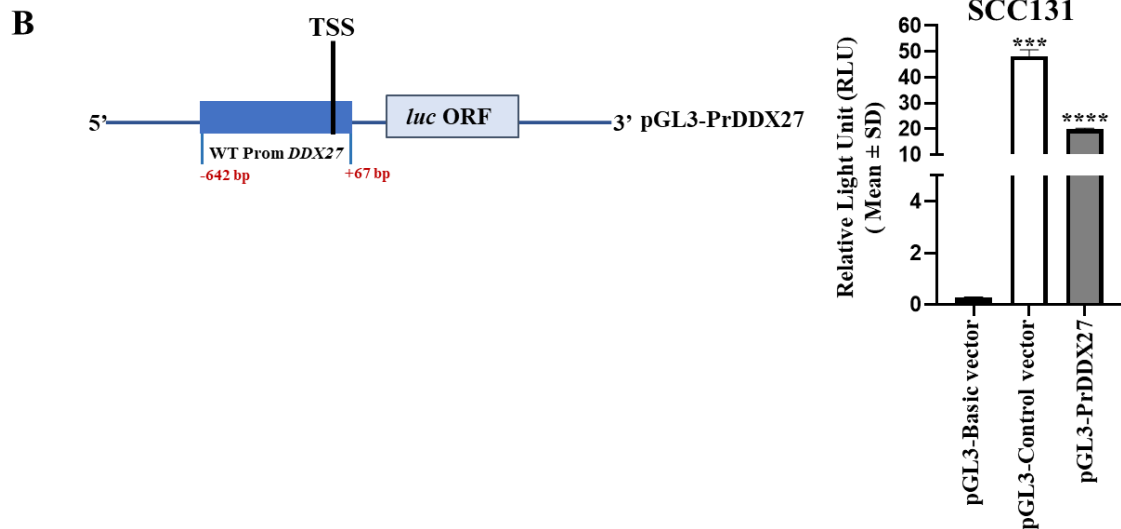 B
TSS
5’
luc ORF
3’ pGL3-PrDDX27
WT Prom DDX27
-642 bp
+67 bp
SCC131
Relative Light Unit (RLU)
( Mean ± SD)
60
50
40
30
20
10
4
2
0
***
****
pGL3-Basic vector
pGL3-Control vector
pGL3-PrDDX27